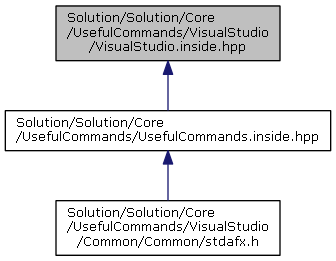 Solution/Solution/Core
/UsefulCommands/VisualStudio
/VisualStudio.inside.hpp
Solution/Solution/Core
/UsefulCommands/UsefulCommands.inside.hpp
Solution/Solution/Core
/UsefulCommands/VisualStudio
/Common/Common/stdafx.h